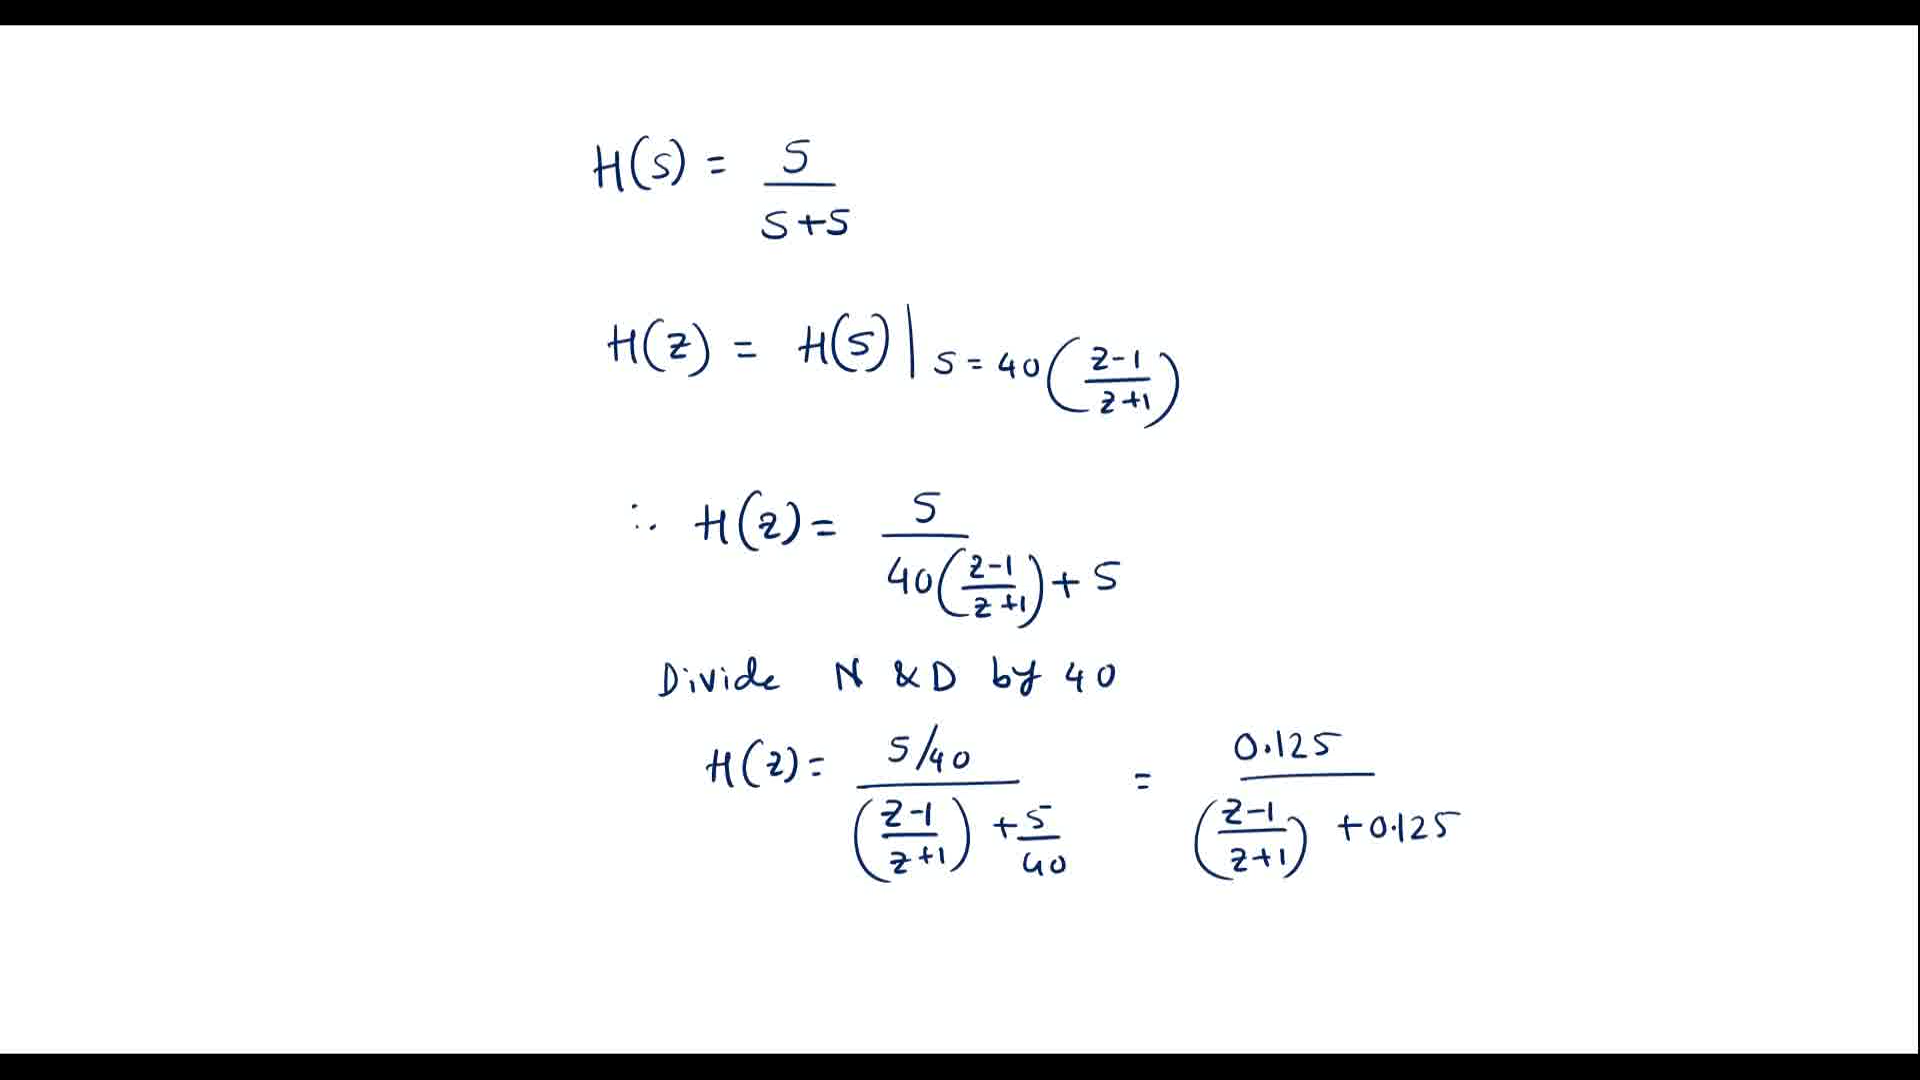 H(s) = 5/(s+5)
H(z) = H(s) | s = 40((z-1)/(z+1))
∴ H(z) = 5/(40((z-1)/(z+1)) + 5)
Divide N & D by 40
H(z) = (5/40)/(((z-1)/(z+1)) + 5/40) = 0.125/(((z-1)/(z+1)) + 0.125)